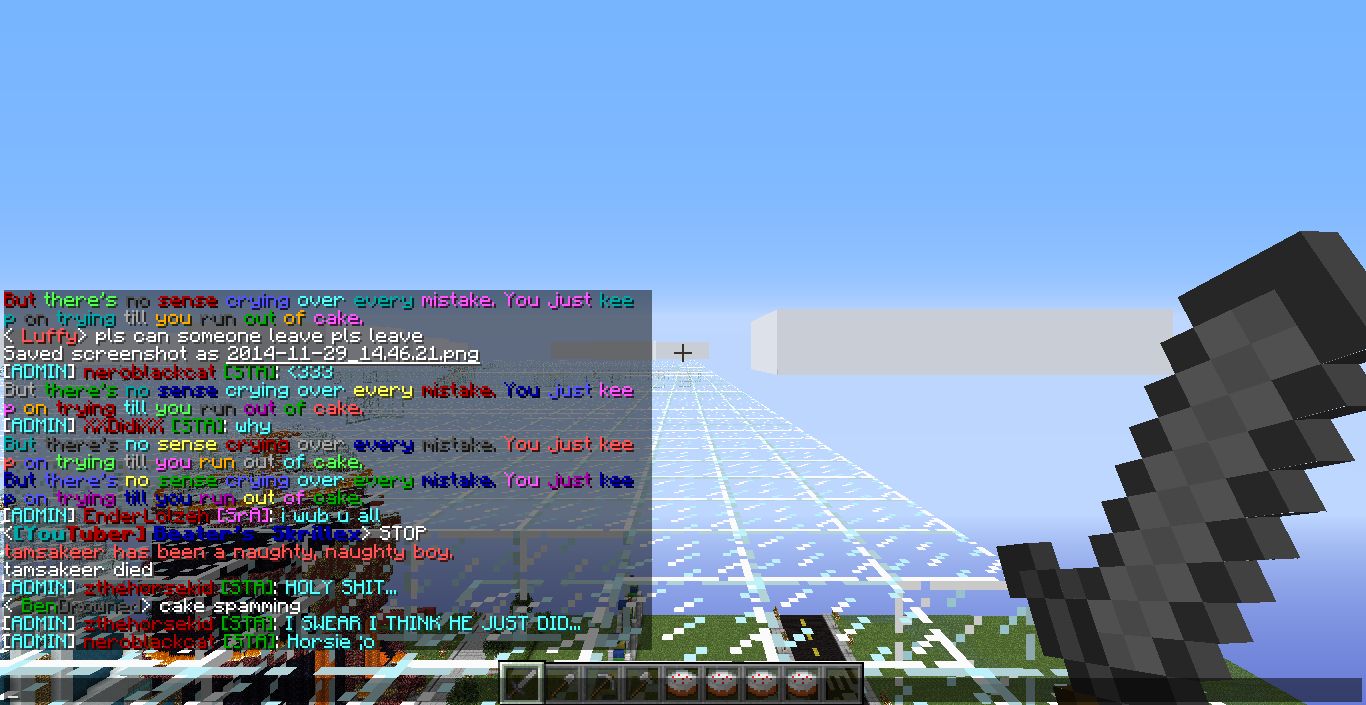 But there's no sense crying over every mistake. You just kee
p on trying till you run out of cake.
< Luffy> pls can someone leave pls leave
Saved screenshot as 2014-11-29_14.46.21.png
[ADMIN] neroblackcat [STA]: <333
But there's no sense crying over every mistake. You just kee
p on trying till you run out of cake.
[ADMIN] XXDidiXX [STA]: why
But there's no sense crying over every mistake. You just kee
p on trying till you run out of cake.
But there's no sense crying over every mistake. You just kee
p on trying till you run out of cake.
[ADMIN] EnderLolzeh [SrA]: i wub u all
<[YouTuber] Dealer's Skrillex> STOP
tamsakeer has been a naughty, naughty boy.
tamsakeer died
[ADMIN] zthehorsekid [STA]: HOLY SHIT...
< BenDrowned> cake spamming
[ADMIN] zthehorsekid [STA]: I SWEAR I THINK HE JUST DID...
[ADMIN] neroblackcat [STA]: Horsie ;o
_